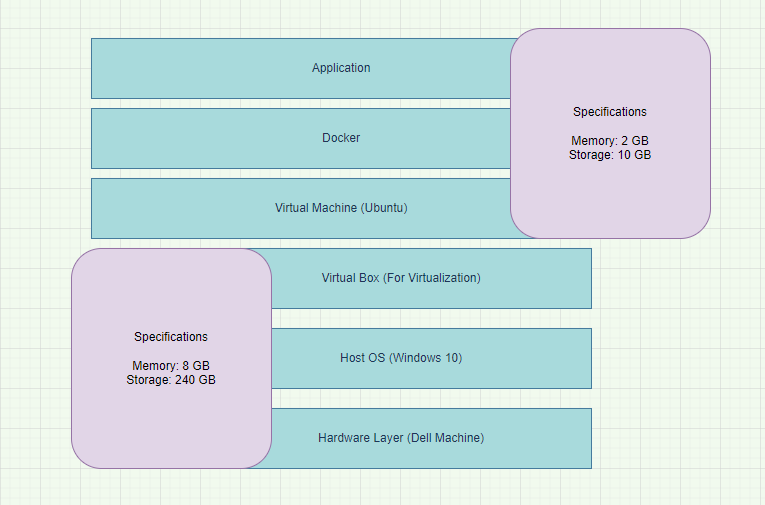 Application
Docker
Virtual Machine (Ubuntu)
Specifications
Memory: 2 GB
Storage: 10 GB
Virtual Box (For Virtualization)
Host OS (Windows 10)
Hardware Layer (Dell Machine)
Specifications
Memory: 8 GB
Storage: 240 GB